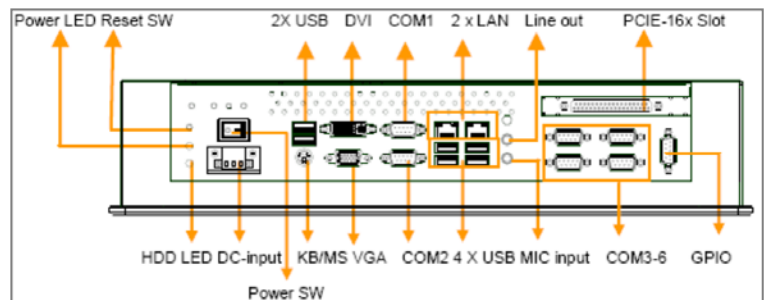 Power LED Reset SW 2X USB DVI COM1 2 x LAN Line out PCIE-16x Slot
HDD LED DC-input KB/MS VGA COM2 4 X USB MIC input COM3-6 GPIO
Power SW